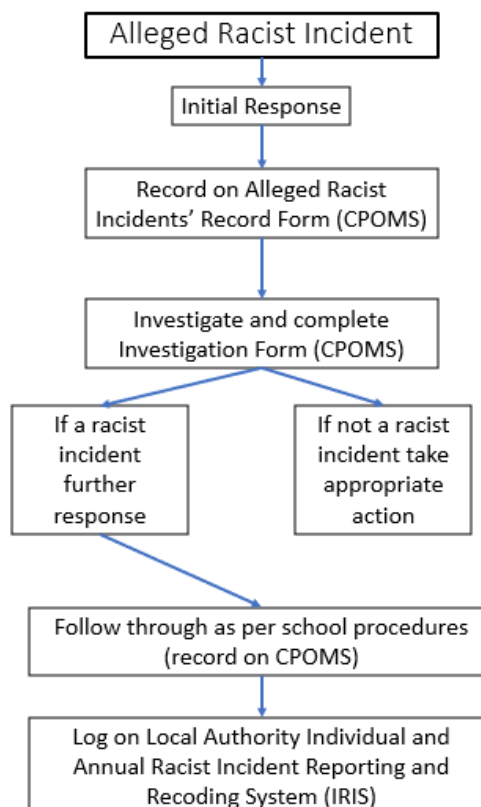 Alleged Racist Incident
Initial Response
Record on Alleged Racist
Incidents' Record Form (CPOMS)
Investigate and complete
Investigation Form (CPOMS)
If a racist
incident
further
response
If not a racist
incident take
appropriate
action
Follow through as per school procedures
(record on CPOMS)
Log on Local Authority Individual and
Annual Racist Incident Reporting and
Recoding System (IRIS)